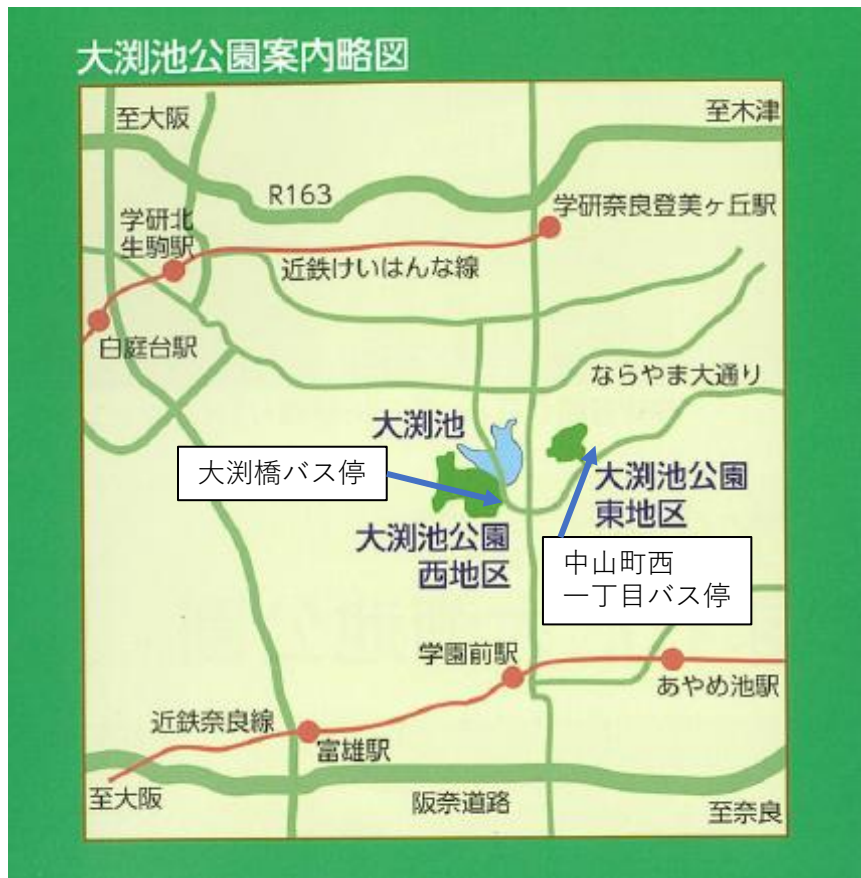 大渕池公園案内略図
至大阪
至木津
R163
学研奈良登美ヶ丘駅
学研北
生駒駅
近鉄けいはんな線
白庭台駅
ならやま大通り
大渕池
大渕橋バス停
大渕池公園
東地区
大渕池公園
西地区
中山町西
一丁目バス停
学園前駅
あやめ池駅
近鉄奈良線
富雄駅
至大阪
阪奈道路
至奈良